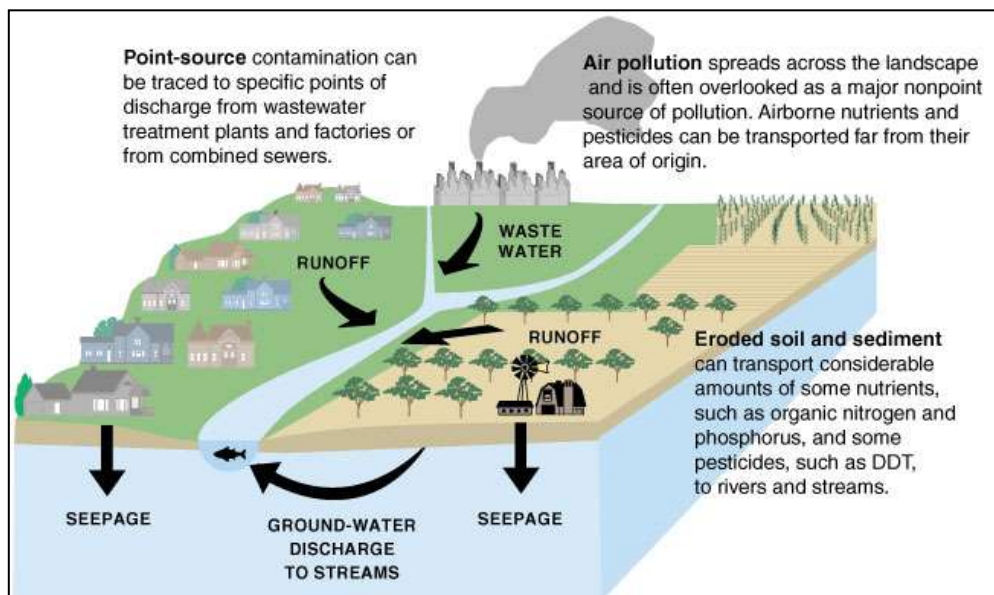 Point-source contamination can
be traced to specific points of
discharge from wastewater
treatment plants and factories or
from combined sewers.
Air pollution spreads across the landscape
and is often overlooked as a major nonpoint
source of pollution. Airborne nutrients and
pesticides can be transported far from their
area of origin.
WASTE
WATER
RUNOFF
RUNOFF
Eroded soil and sediment
can transport considerable
amounts of some nutrients,
such as organic nitrogen and
phosphorus, and some
pesticides, such as DDT,
to rivers and streams.
SEEPAGE
GROUND-WATER
DISCHARGE
TO STREAMS
SEEPAGE